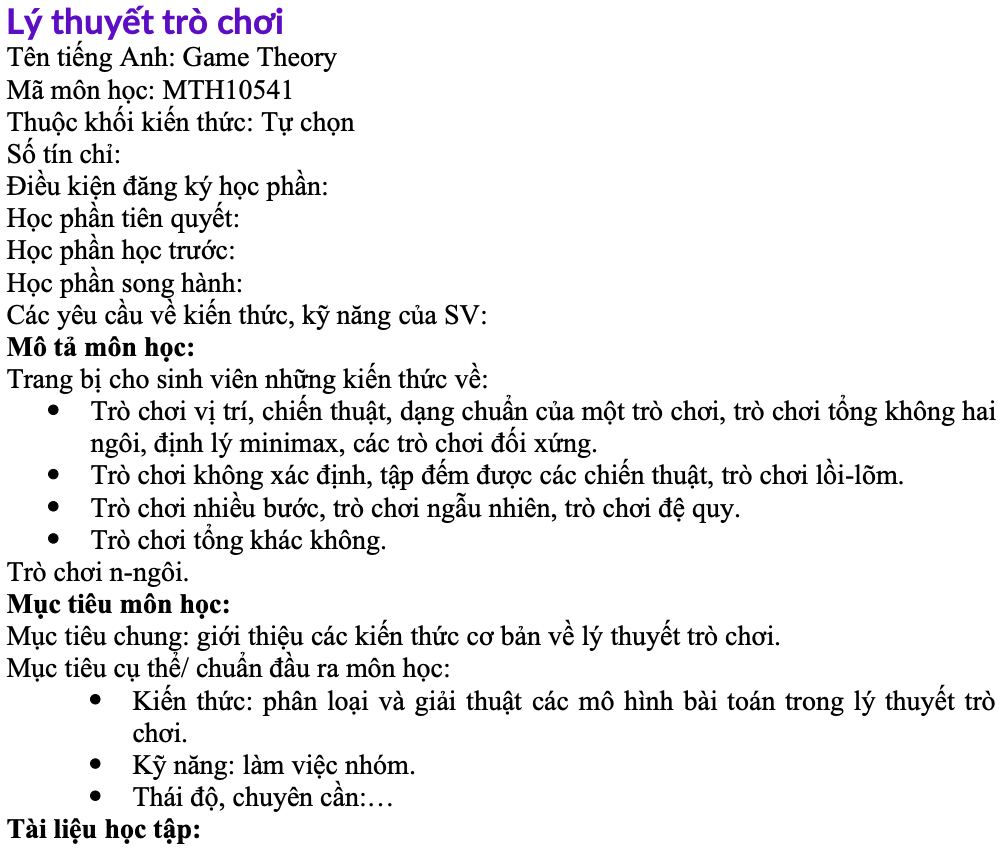 Lý thuyết trò chơi
Tên tiếng Anh: Game Theory
Mã môn học: MTH10541
Thuộc khối kiến thức: Tự chọn
Số tín chỉ:
Điều kiện đăng ký học phần:
Học phần tiên quyết:
Học phần học trước:
Học phần song hành:
Các yêu cầu về kiến thức, kỹ năng của SV:
Mô tả môn học:
Trang bị cho sinh viên những kiến thức về:
• Trò chơi vị trí, chiến thuật, dạng chuẩn của một trò chơi, trò chơi tổng không hai
ngôi, định lý minimax, các trò chơi đối xứng.
• Trò chơi không xác định, tập đếm được các chiến thuật, trò chơi lồi-lõm.
• Trò chơi nhiều bước, trò chơi ngẫu nhiên, trò chơi đệ quy.
• Trò chơi tổng khác không.
Trò chơi n-ngôi.
Mục tiêu môn học:
Mục tiêu chung: giới thiệu các kiến thức cơ bản về lý thuyết trò chơi.
Mục tiêu cụ thể/ chuẩn đầu ra môn học:
• Kiến thức: phân loại và giải thuật các mô hình bài toán trong lý thuyết trò
chơi.
• Kỹ năng: làm việc nhóm.
• Thái độ, chuyên cần:…
Tài liệu học tập: